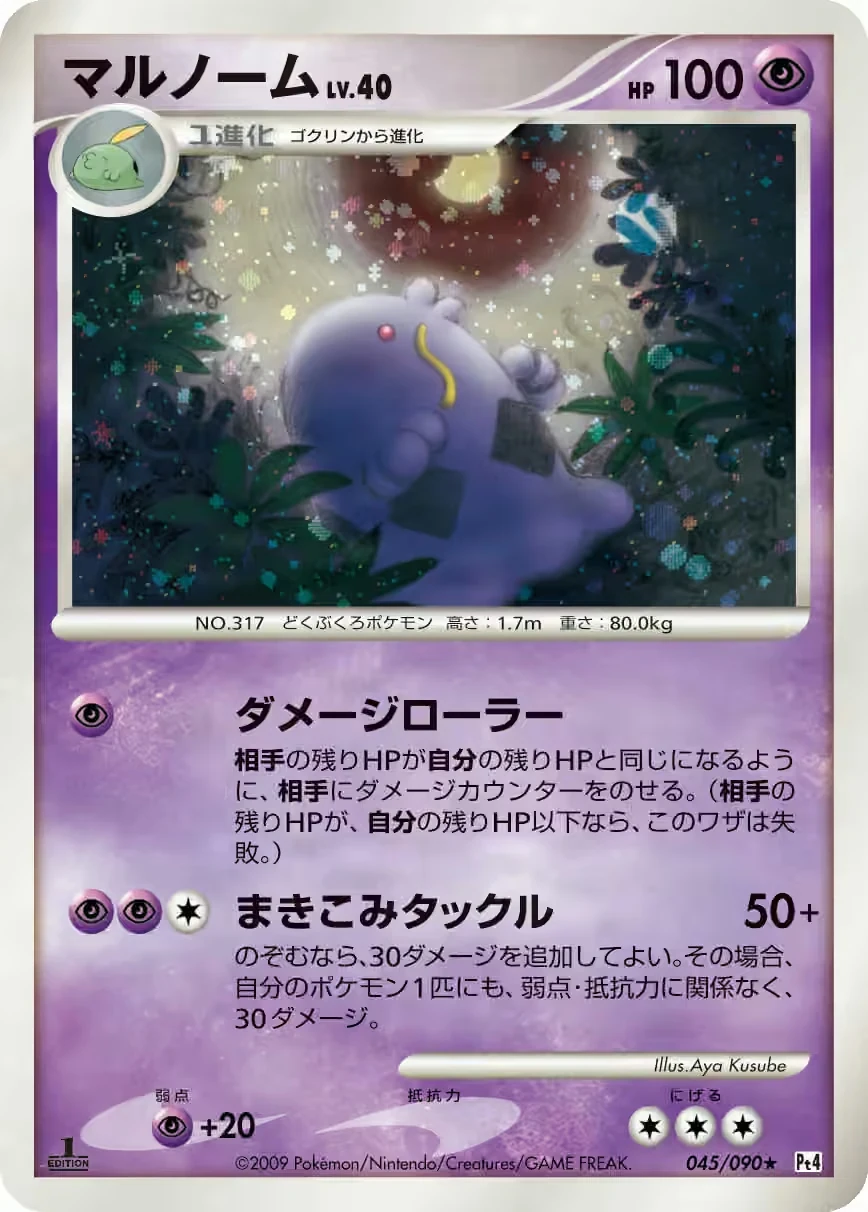 マルノーム LV.40
HP 100
1進化 ゴクリンから進化
NO.317 どくぶくろポケモン 高さ:1.7m 重さ:80.0kg
ダメージローラー
相手の残りHPが自分の残りHPと同じになるよう
に、相手にダメージカウンターをのせる。(相手の
残りHPが、自分の残りHP以下なら、このワザは失
敗。)
まきこみタックル 50+
のぞむなら、30ダメージを追加してよい。その場合、
自分のポケモン1匹にも、弱点・抵抗力に関係なく、
30ダメージ。
Illus.Aya Kusube
弱点 抵抗力 にげる
+20
1 EDITION
©2009 Pokémon/Nintendo/Creatures/GAME FREAK.
045/090★ Pt4